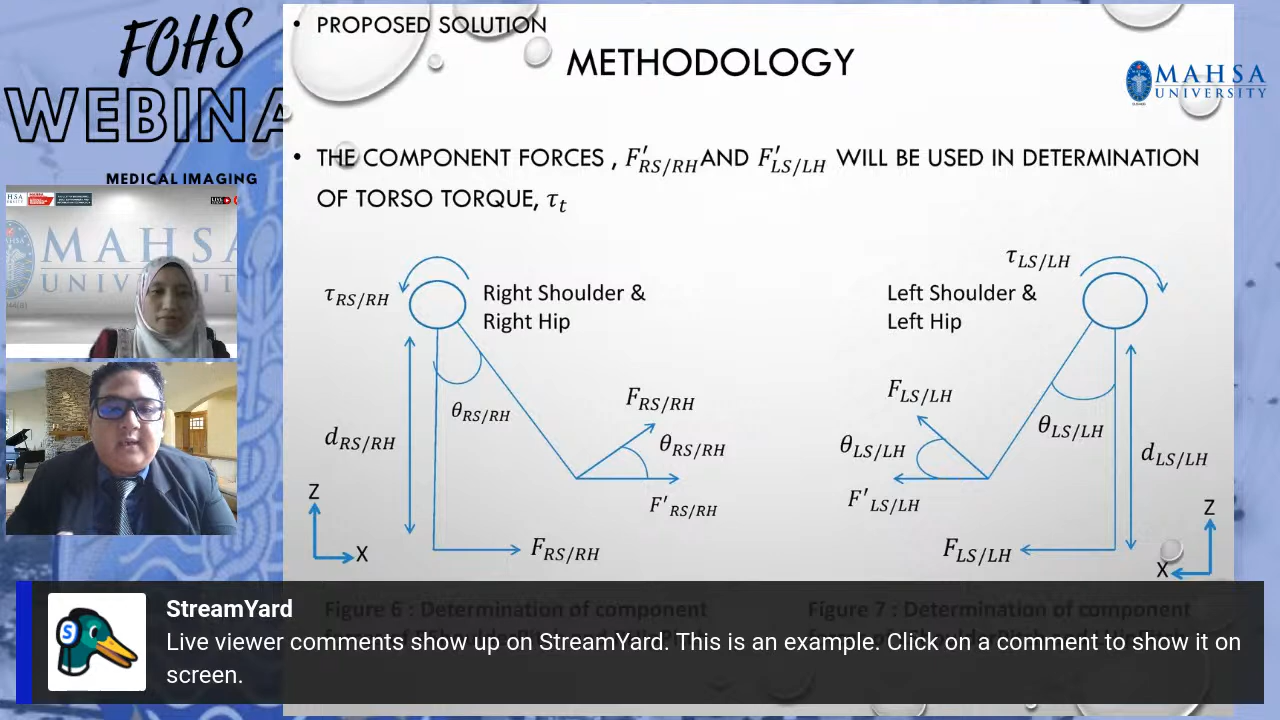 FOHS
WEBINA
MEDICAL IMAGING
MAHSA
UNIVERSITY
• PROPOSED SOLUTION
METHODOLOGY
MAHSA
UNIVERSITY
• THE COMPONENT FORCES , F′RS/RH AND F′LS/LH WILL BE USED IN DETERMINATION
OF TORSO TORQUE, τt
τRS/RH
Right Shoulder &
Right Hip
θRS/RH
dRS/RH
FRS/RH
θRS/RH
F′RS/RH
FRS/RH
Z
X
τLS/LH
Left Shoulder &
Left Hip
FLS/LH
θLS/LH
θLS/LH
dLS/LH
F′LS/LH
FLS/LH
Z
X
Figure 6 : Determination of component
Figure 7 : Determination of component
StreamYard
Live viewer comments show up on StreamYard. This is an example. Click on a comment to show it on
screen.